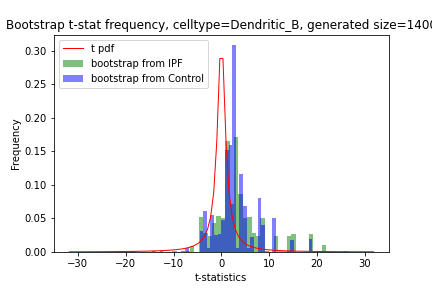 Bootstrap t-stat frequency, celltype=Dendritic_B, generated size=1400
t pdf
bootstrap from IPF
bootstrap from Control
Frequency
0.30
0.25
0.20
0.15
0.10
0.05
0.00
−30 −20 −10 0 10 20 30
t-statistics